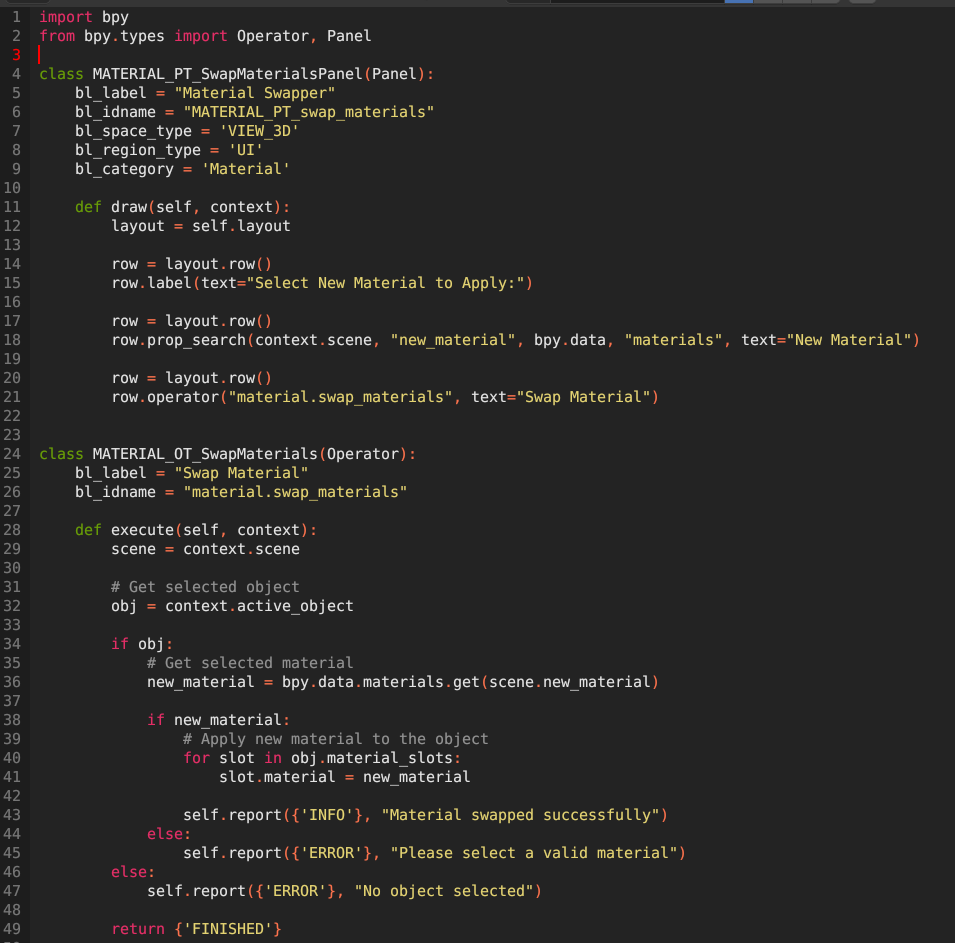 1 import bpy
2 from bpy.types import Operator, Panel
3
4 class MATERIAL_PT_SwapMaterialsPanel(Panel):
5     bl_label = "Material Swapper"
6     bl_idname = "MATERIAL_PT_swap_materials"
7     bl_space_type = 'VIEW_3D'
8     bl_region_type = 'UI'
9     bl_category = 'Material'
10
11     def draw(self, context):
12         layout = self.layout
13
14         row = layout.row()
15         row.label(text="Select New Material to Apply:")
16
17         row = layout.row()
18         row.prop_search(context.scene, "new_material", bpy.data, "materials", text="New Material")
19
20         row = layout.row()
21         row.operator("material.swap_materials", text="Swap Material")
22
23
24 class MATERIAL_OT_SwapMaterials(Operator):
25     bl_label = "Swap Material"
26     bl_idname = "material.swap_materials"
27
28     def execute(self, context):
29         scene = context.scene
30
31         # Get selected object
32         obj = context.active_object
33
34         if obj:
35             # Get selected material
36             new_material = bpy.data.materials.get(scene.new_material)
37
38             if new_material:
39                 # Apply new material to the object
40                 for slot in obj.material_slots:
41                     slot.material = new_material
42
43                 self.report({'INFO'}, "Material swapped successfully")
44             else:
45                 self.report({'ERROR'}, "Please select a valid material")
46         else:
47             self.report({'ERROR'}, "No object selected")
48
49         return {'FINISHED'}